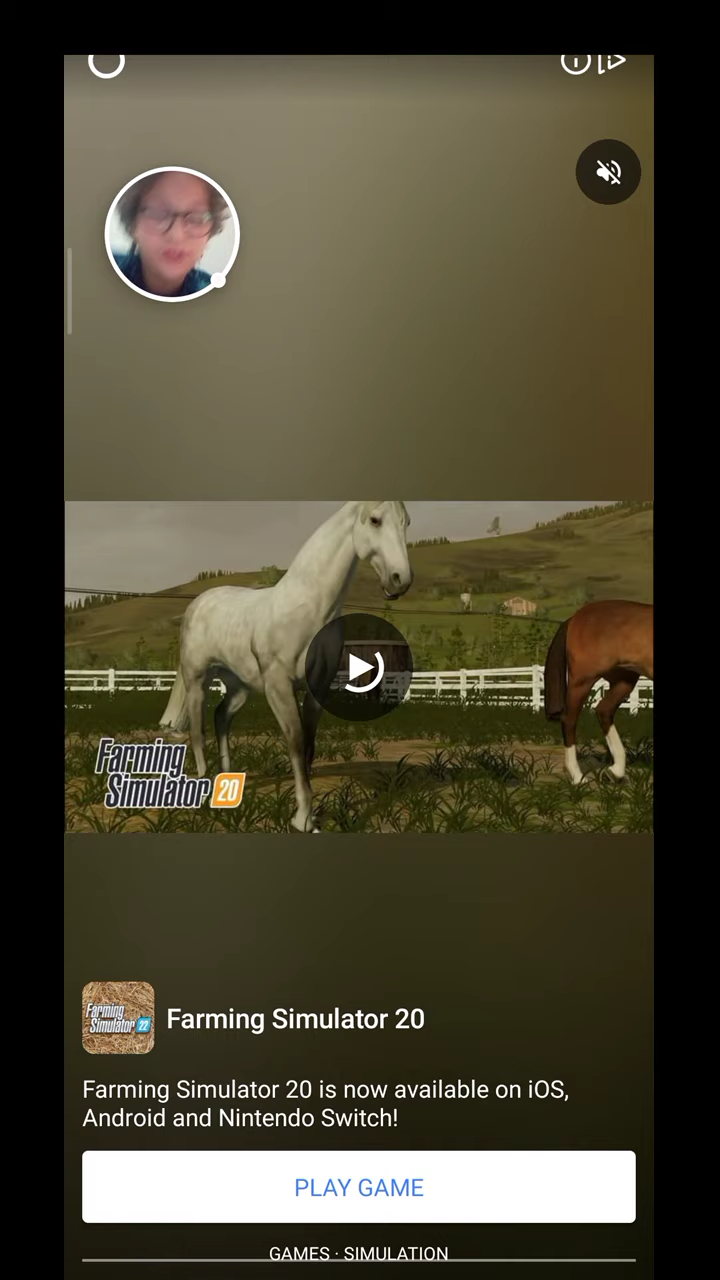 Farming
Simulator 20
Farming
Simulator 22
Farming Simulator 20
Farming Simulator 20 is now available on iOS,
Android and Nintendo Switch!
PLAY GAME
GAMES · SIMULATION